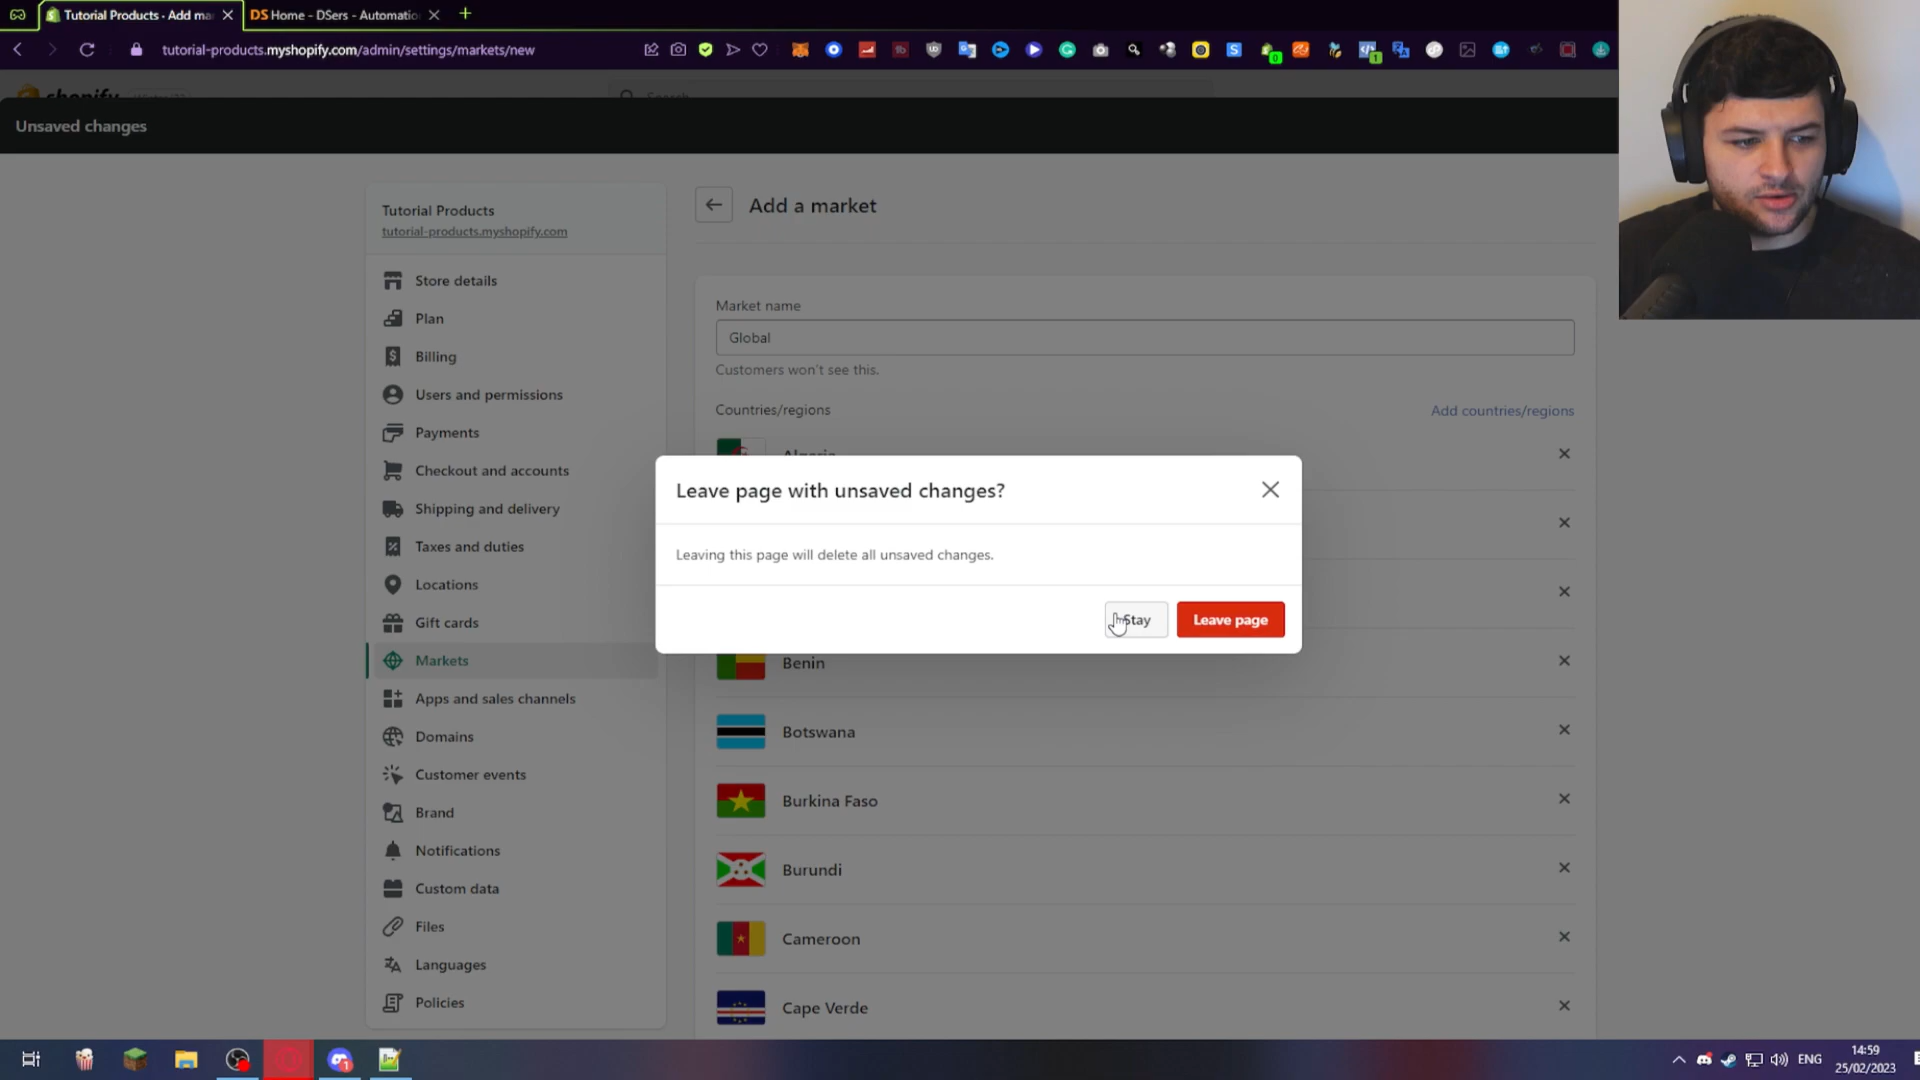 Tutorial Products · Add ma
DS Home - DSers - Automatio
tutorial-products.myshopify.com/admin/settings/markets/new
shopify
Search
Unsaved changes
Tutorial Products
tutorial-products.myshopify.com
Store details
Plan
Billing
Users and permissions
Payments
Checkout and accounts
Shipping and delivery
Taxes and duties
Locations
Gift cards
Markets
Apps and sales channels
Domains
Customer events
Brand
Notifications
Custom data
Files
Languages
Policies
Add a market
Market name
Global
Customers won't see this.
Countries/regions
Add countries/regions
Algeria
Leave page with unsaved changes?
Leaving this page will delete all unsaved changes.
Stay
Leave page
Benin
Botswana
Burkina Faso
Burundi
Cameroon
Cape Verde
ENG
14:59
25/02/2023